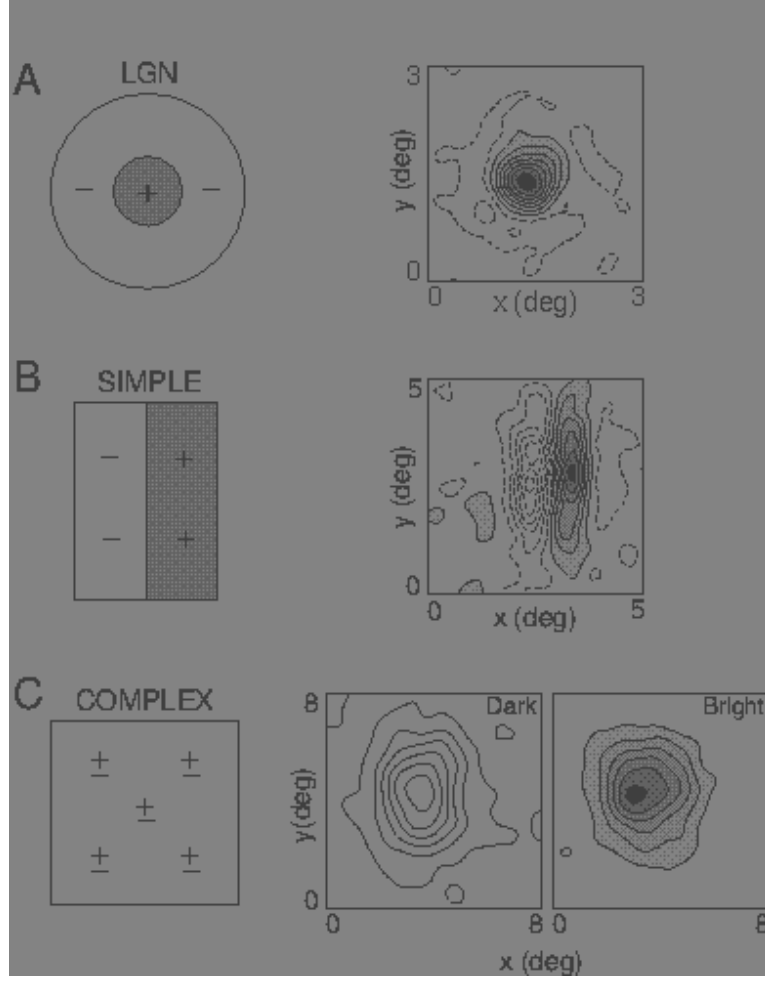 A
LGN
− + −
3
y (deg)
0
0
x (deg)
3
B
SIMPLE
− +
− +
5
y (deg)
0
0
x (deg)
5
C
COMPLEX
± ±
±
± ±
8
Dark
Bright
y (deg)
0
0
8
0
8
x (deg)